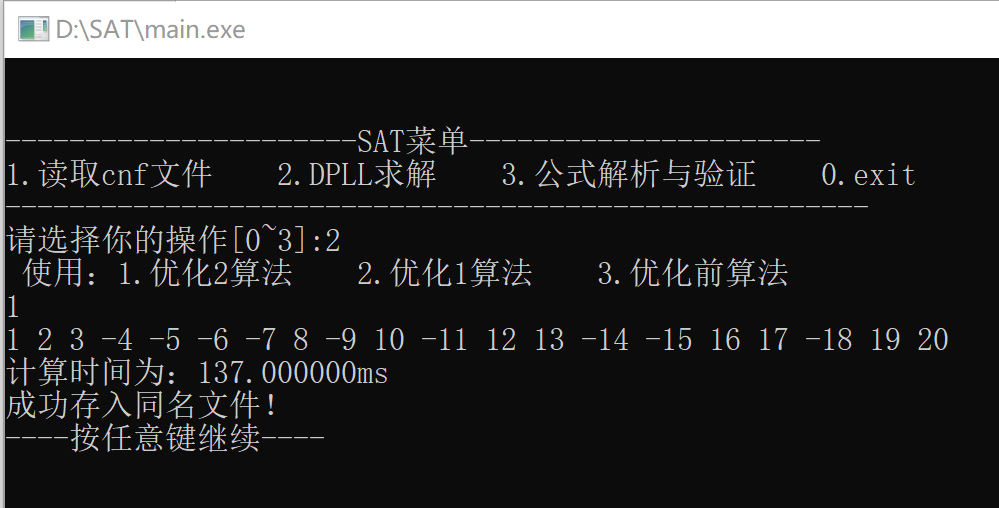 D:\SAT\main.exe
----------------------SAT菜单----------------------
1.读取cnf文件    2.DPLL求解    3.公式解析与验证    0.exit
------------------------------------------------------
请选择你的操作[0~3]:2
 使用：1.优化2算法    2.优化1算法    3.优化前算法
1
1 2 3 -4 -5 -6 -7 8 -9 10 -11 12 13 -14 -15 16 17 -18 19 20
计算时间为：137.000000ms
成功存入同名文件！
----按任意键继续----